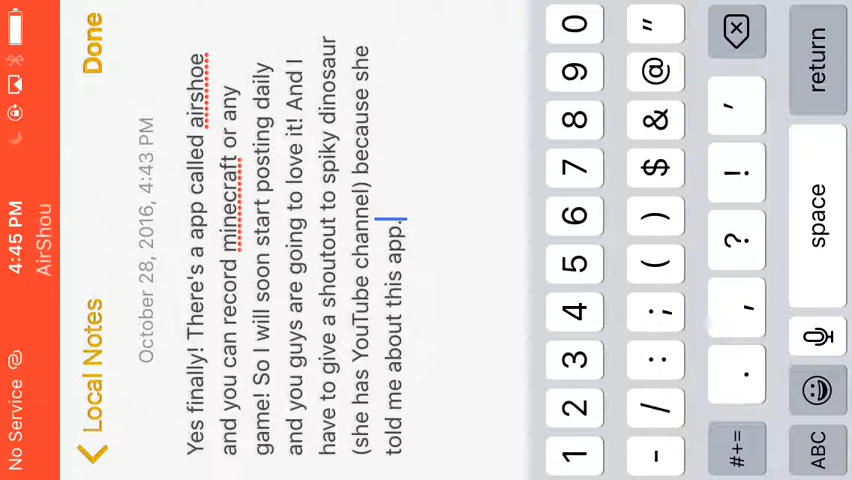 No Service 4:45 PM
AirShou
Local Notes Done
October 28, 2016, 4:43 PM
Yes finally! There's a app called airshoe
and you can record minecraft or any
game! So I will soon start posting daily
and you guys are going to love it! And I
have to give a shoutout to spiky dinosaur
(she has YouTube channel) because she
told me about this app.
1 2 3 4 5 6 7 8 9 0
- / : ; ( ) $ & @ "
#+= . , ? ! '
ABC space return